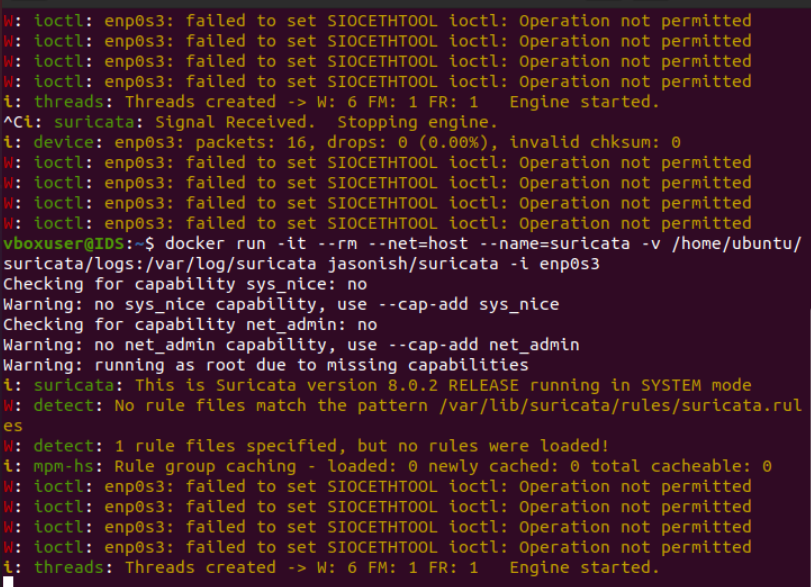 W: ioctl: enp0s3: failed to set SIOCETHTOOL ioctl: Operation not permitted
W: ioctl: enp0s3: failed to set SIOCETHTOOL ioctl: Operation not permitted
W: ioctl: enp0s3: failed to set SIOCETHTOOL ioctl: Operation not permitted
W: ioctl: enp0s3: failed to set SIOCETHTOOL ioctl: Operation not permitted
i: threads: Threads created -> W: 6 FM: 1 FR: 1   Engine started.
^Ci: suricata: Signal Received.  Stopping engine.
i: device: enp0s3: packets: 16, drops: 0 (0.00%), invalid chksum: 0
W: ioctl: enp0s3: failed to set SIOCETHTOOL ioctl: Operation not permitted
W: ioctl: enp0s3: failed to set SIOCETHTOOL ioctl: Operation not permitted
W: ioctl: enp0s3: failed to set SIOCETHTOOL ioctl: Operation not permitted
W: ioctl: enp0s3: failed to set SIOCETHTOOL ioctl: Operation not permitted
vboxuser@IDS:~$ docker run -it --rm --net=host --name=suricata -v /home/ubuntu/
suricata/logs:/var/log/suricata jasonish/suricata -i enp0s3
Checking for capability sys_nice: no
Warning: no sys_nice capability, use --cap-add sys_nice
Checking for capability net_admin: no
Warning: no net_admin capability, use --cap-add net_admin
Warning: running as root due to missing capabilities
i: suricata: This is Suricata version 8.0.2 RELEASE running in SYSTEM mode
W: detect: No rule files match the pattern /var/lib/suricata/rules/suricata.rul
es
W: detect: 1 rule files specified, but no rules were loaded!
i: mpm-hs: Rule group caching - loaded: 0 newly cached: 0 total cacheable: 0
W: ioctl: enp0s3: failed to set SIOCETHTOOL ioctl: Operation not permitted
W: ioctl: enp0s3: failed to set SIOCETHTOOL ioctl: Operation not permitted
W: ioctl: enp0s3: failed to set SIOCETHTOOL ioctl: Operation not permitted
W: ioctl: enp0s3: failed to set SIOCETHTOOL ioctl: Operation not permitted
i: threads: Threads created -> W: 6 FM: 1 FR: 1   Engine started.